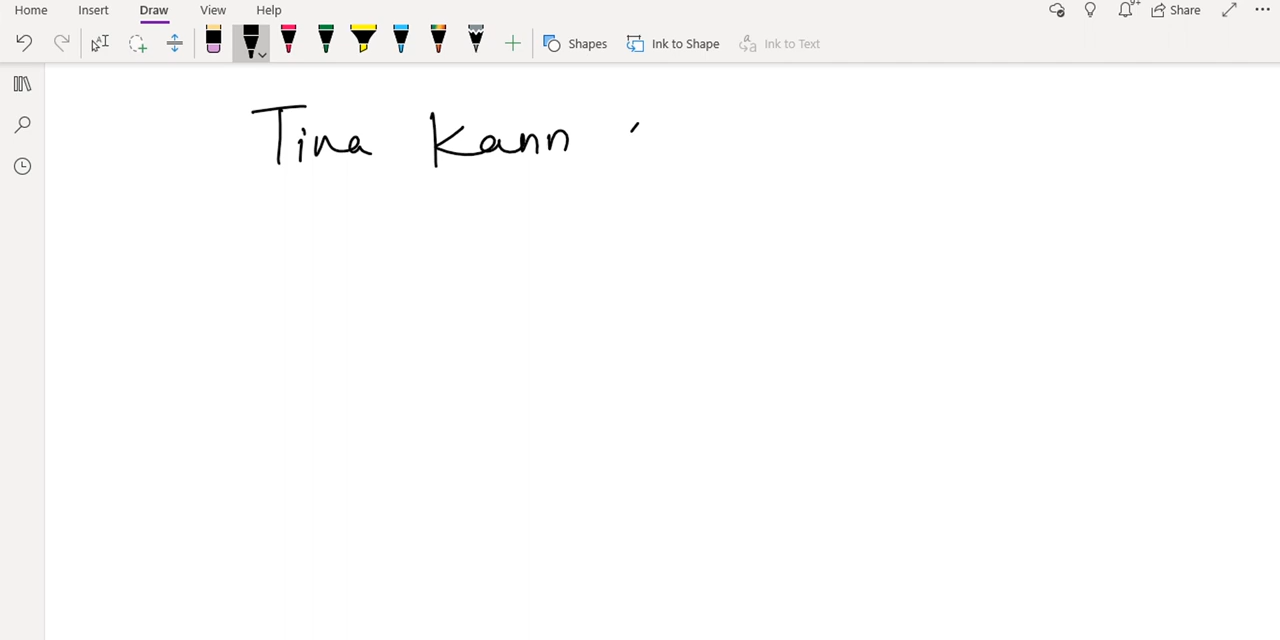 Home Insert Draw View Help
Share
Shapes Ink to Shape Ink to Text
Tina Kann